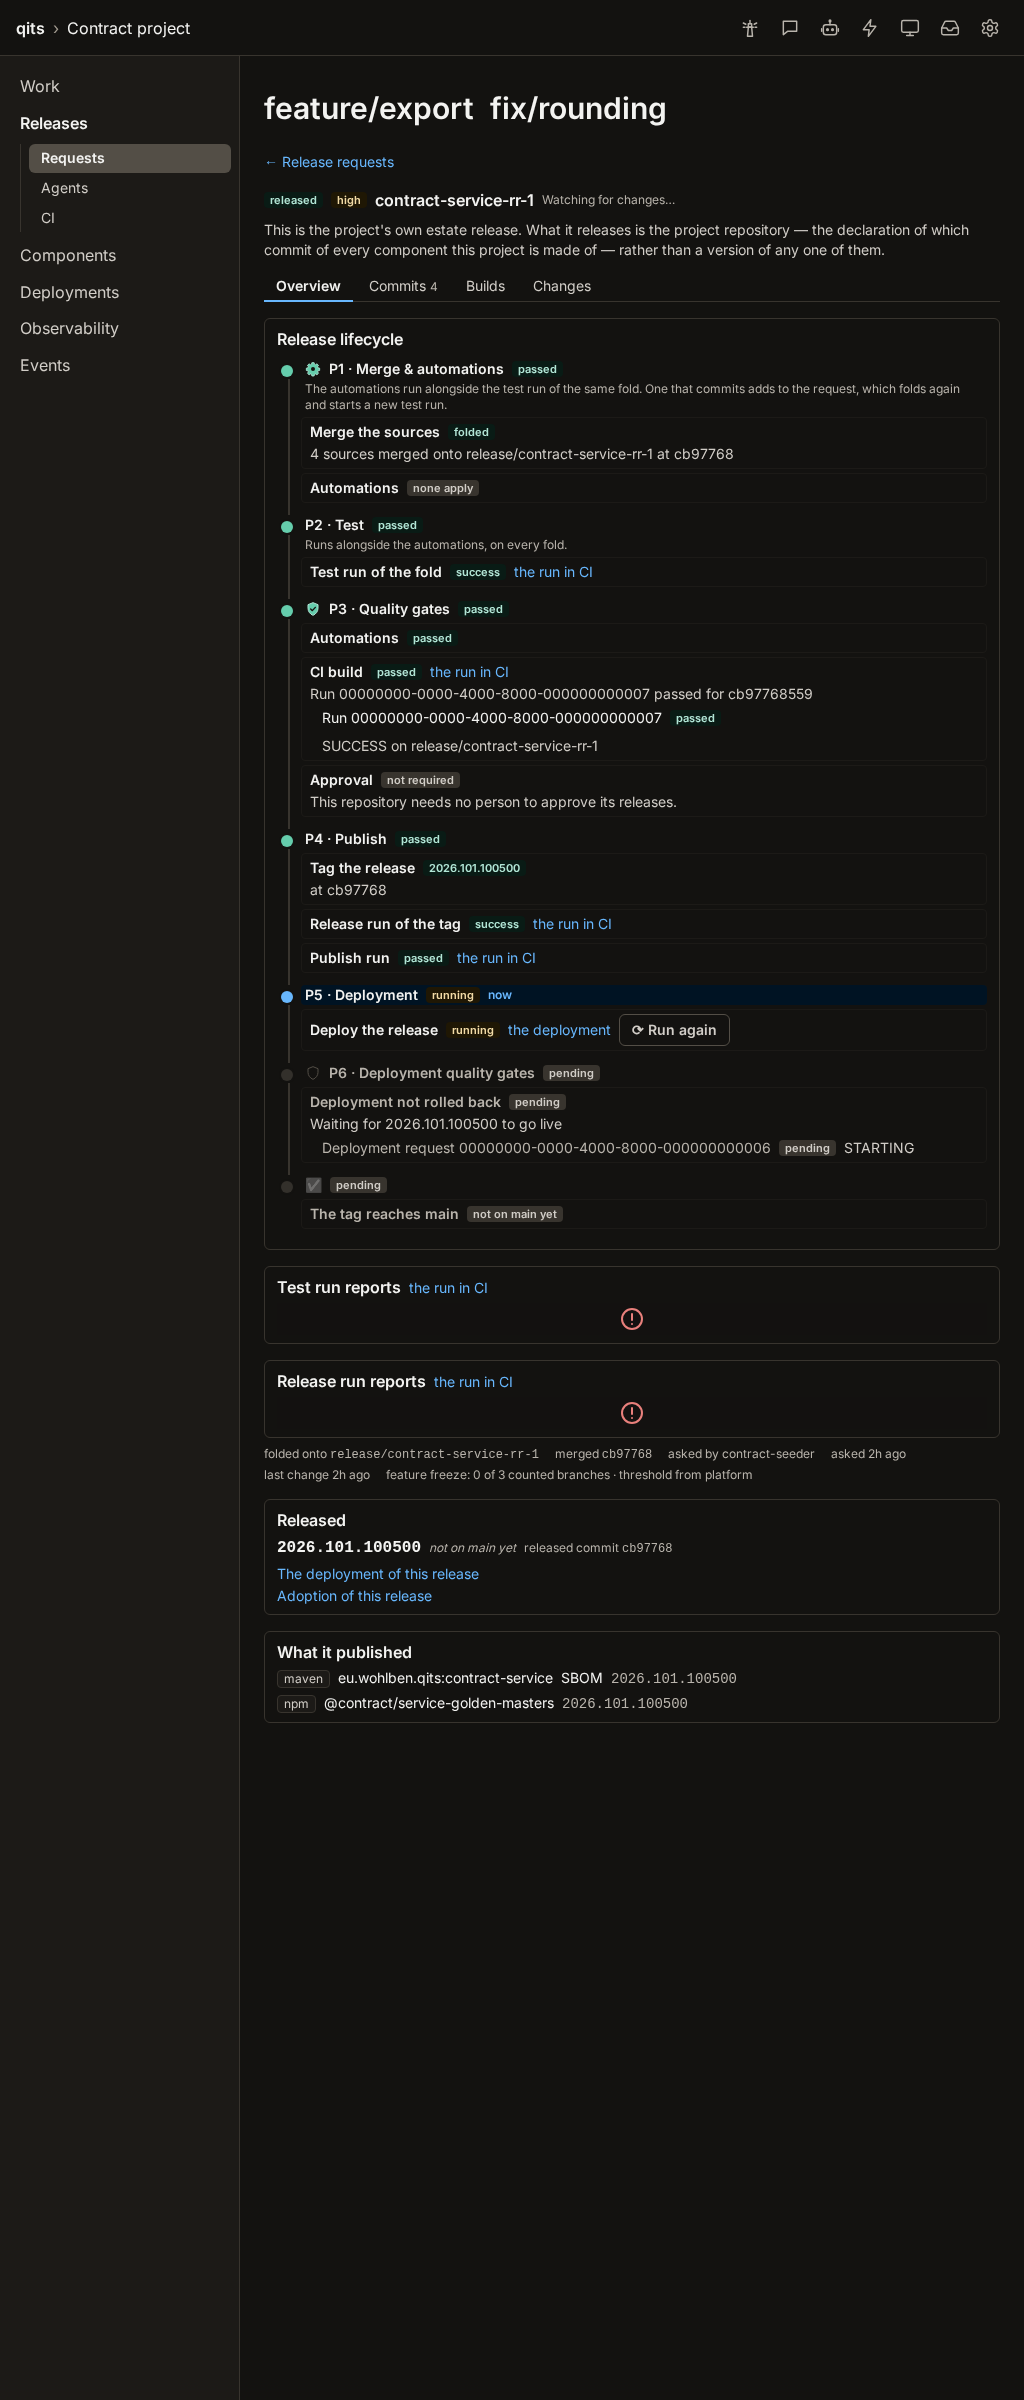 qits › Contract project
Work
Releases
Requests
Agents
CI
Components
Deployments
Observability
Events
feature/export fix/rounding
← Release requests
released high contract-service-rr-1 Watching for changes…
This is the project's own estate release. What it releases is the project repository — the declaration of which
commit of every component this project is made of — rather than a version of any one of them.
Overview Commits 4 Builds Changes
Release lifecycle
P1 · Merge & automations passed
The automations run alongside the test run of the same fold. One that commits adds to the request, which folds again
and starts a new test run.
Merge the sources folded
4 sources merged onto release/contract-service-rr-1 at cb97768
Automations none apply
P2 · Test passed
Runs alongside the automations, on every fold.
Test run of the fold success the run in CI
P3 · Quality gates passed
Automations passed
CI build passed the run in CI
Run 00000000-0000-4000-8000-000000000007 passed for cb97768559
Run 00000000-0000-4000-8000-000000000007 passed
SUCCESS on release/contract-service-rr-1
Approval not required
This repository needs no person to approve its releases.
P4 · Publish passed
Tag the release 2026.101.100500
at cb97768
Release run of the tag success the run in CI
Publish run passed the run in CI
P5 · Deployment running now
Deploy the release running the deployment ⟳ Run again
P6 · Deployment quality gates pending
Deployment not rolled back pending
Waiting for 2026.101.100500 to go live
Deployment request 00000000-0000-4000-8000-000000000006 pending STARTING
pending
The tag reaches main not on main yet
Test run reports the run in CI
Release run reports the run in CI
folded onto release/contract-service-rr-1 merged cb97768 asked by contract-seeder asked 2h ago
last change 2h ago feature freeze: 0 of 3 counted branches · threshold from platform
Released
2026.101.100500 not on main yet released commit cb97768
The deployment of this release
Adoption of this release
What it published
maven eu.wohlben.qits:contract-service SBOM 2026.101.100500
npm @contract/service-golden-masters 2026.101.100500